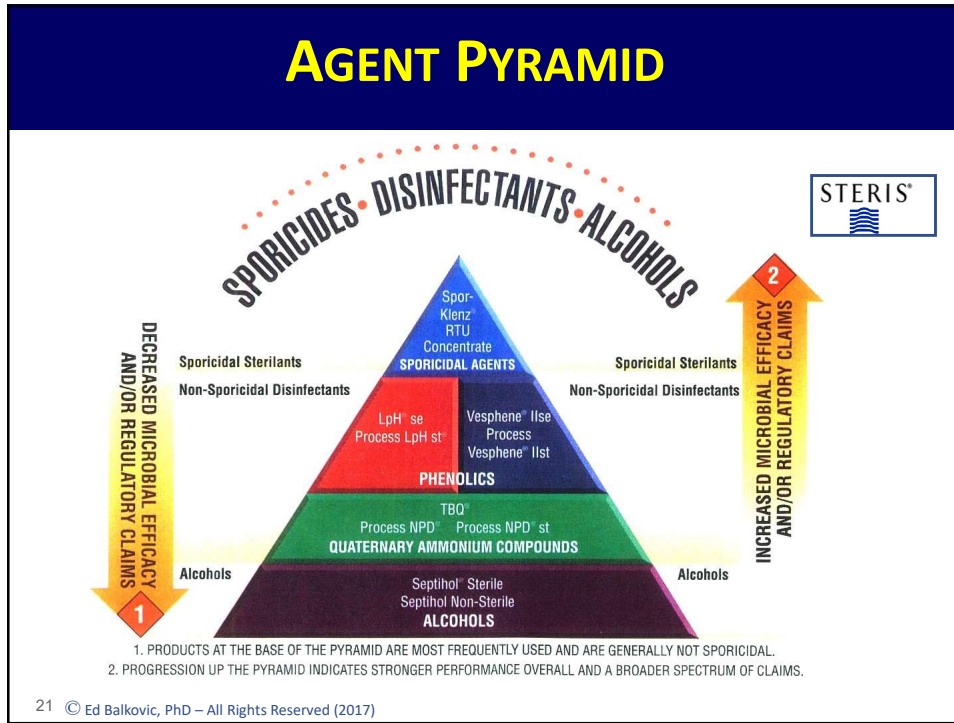 AGENT PYRAMID
SPORICIDES • DISINFECTANTS • ALCOHOLS
STERIS®
DECREASED MICROBIAL EFFICACY
AND/OR REGULATORY CLAIMS
1
2
INCREASED MICROBIAL EFFICACY
AND/OR REGULATORY CLAIMS
Spor-
Klenz®
RTU
Concentrate
SPORICIDAL AGENTS
Sporicidal Sterilants
Sporicidal Sterilants
Non-Sporicidal Disinfectants
Non-Sporicidal Disinfectants
LpH® se
Process LpH st®
Vesphene® IIse
Process
Vesphene® IIst
PHENOLICS
TBQ®
Process NPD® Process NPD® st
QUATERNARY AMMONIUM COMPOUNDS
Alcohols
Alcohols
Septihol® Sterile
Septihol Non-Sterile
ALCOHOLS
1. PRODUCTS AT THE BASE OF THE PYRAMID ARE MOST FREQUENTLY USED AND ARE GENERALLY NOT SPORICIDAL.
2. PROGRESSION UP THE PYRAMID INDICATES STRONGER PERFORMANCE OVERALL AND A BROADER SPECTRUM OF CLAIMS.
21 © Ed Balkovic, PhD – All Rights Reserved (2017)